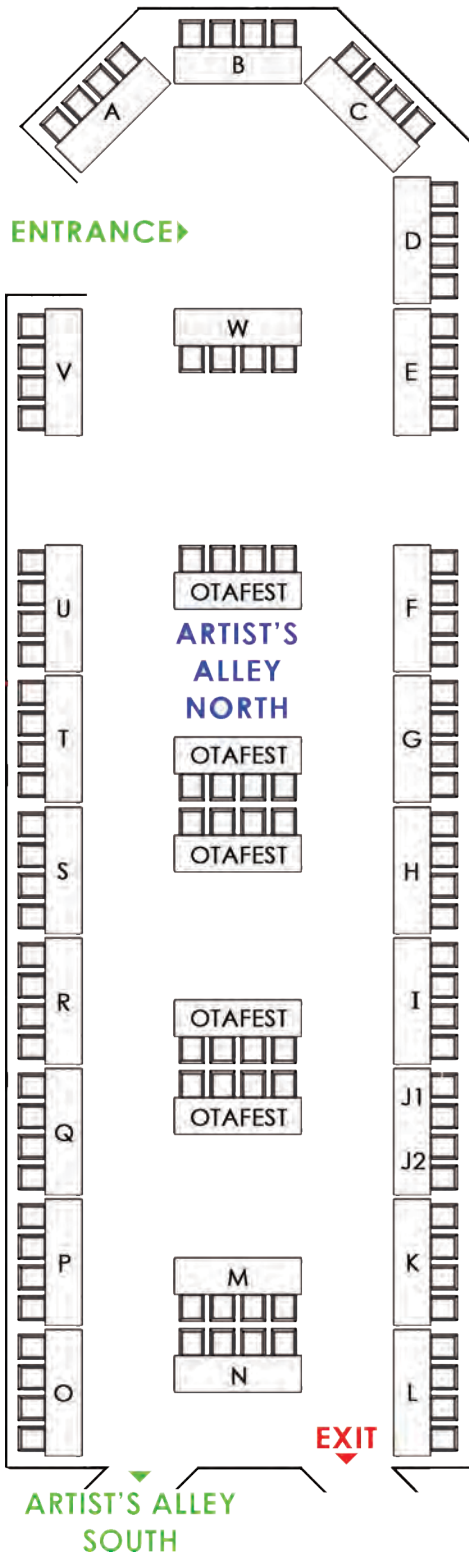 B
A
C
ENTRANCE
D
W
V
E
OTAFEST
U
F
ARTIST'S
ALLEY
NORTH
T
G
OTAFEST
OTAFEST
S
H
R
I
OTAFEST
J1
OTAFEST
Q
J2
P
K
M
N
O
L
EXIT
ARTIST'S ALLEY
SOUTH